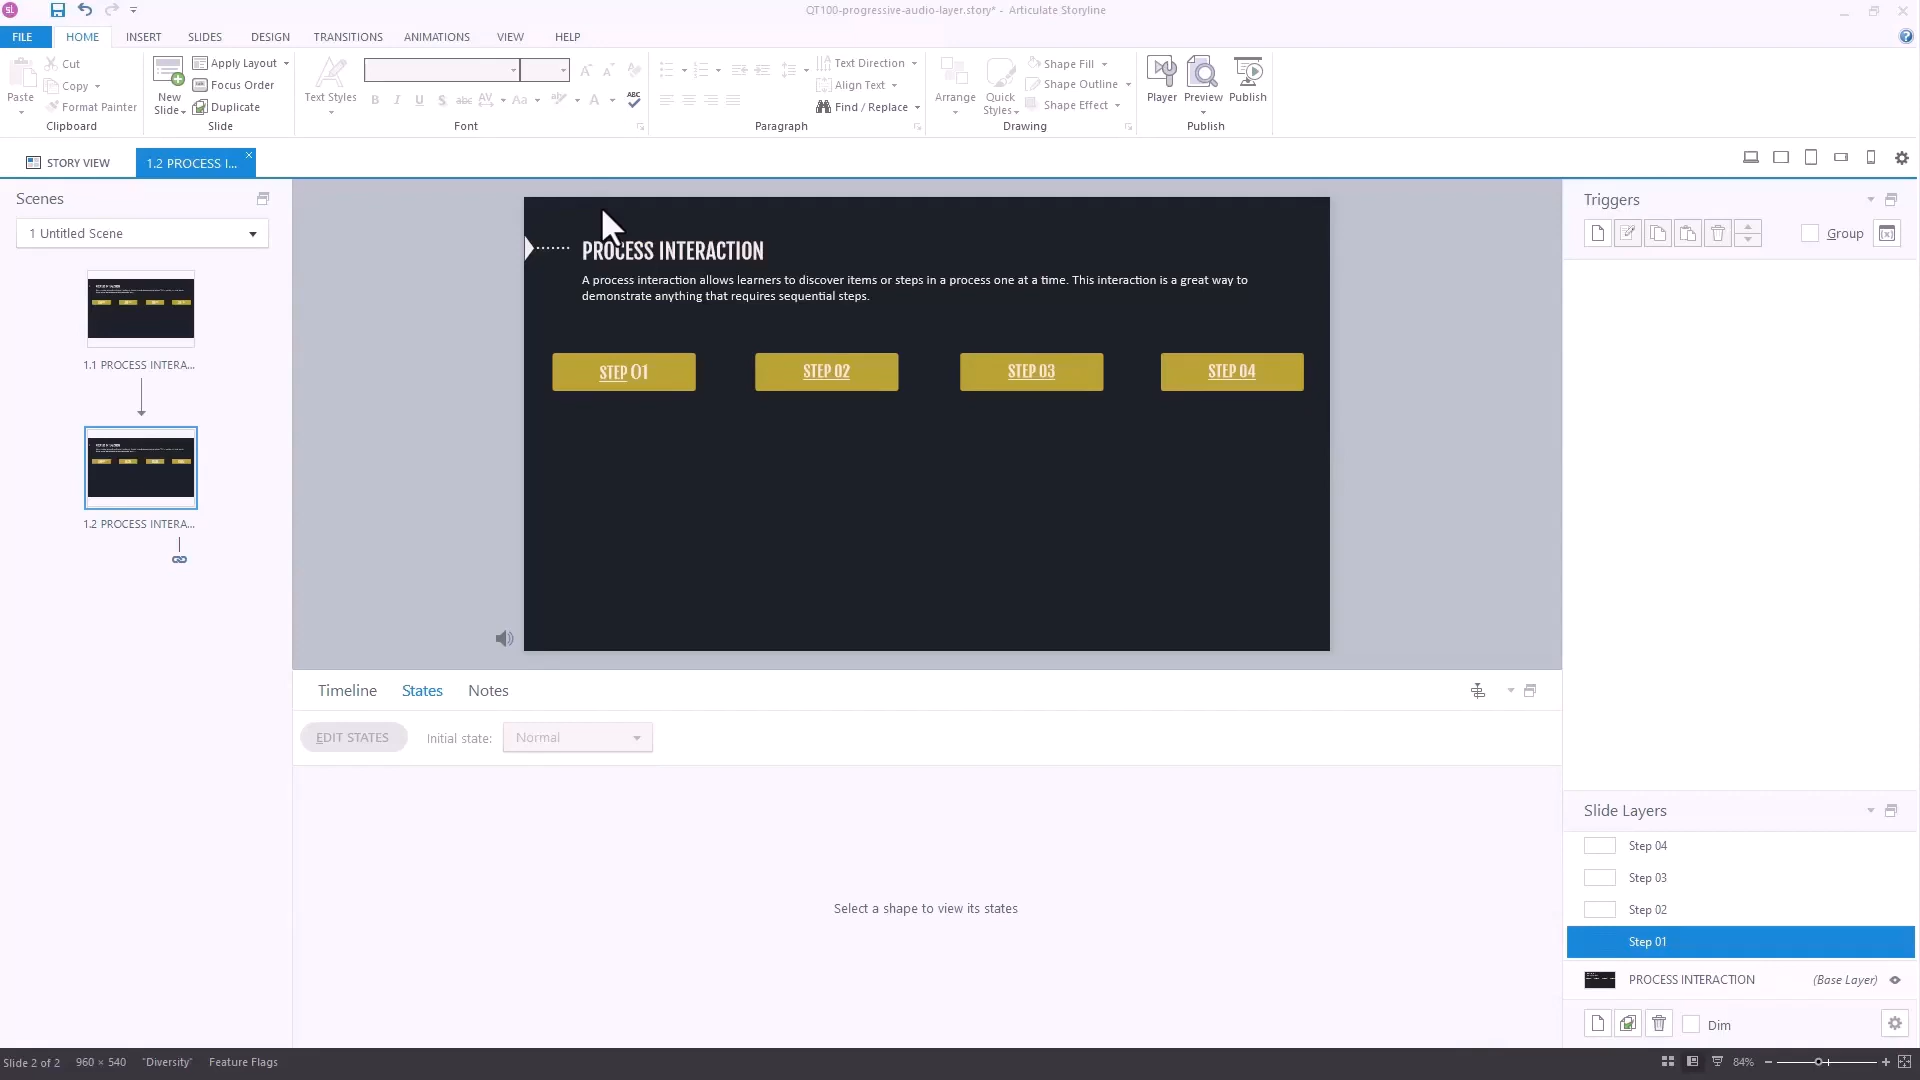 QT100-progressive-audio-layer.story* - Articulate Storyline
FILE HOME INSERT SLIDES DESIGN TRANSITIONS ANIMATIONS VIEW HELP
Paste
Cut
Copy
Format Painter
Clipboard
New Slide
Apply Layout
Focus Order
Duplicate
Slide
Text Styles
B I U S abc AV Aa A ABC
Font
Text Direction
Align Text
Find / Replace
Paragraph
Arrange
Quick Styles
Shape Fill
Shape Outline
Shape Effect
Drawing
Player
Preview
Publish
Publish
STORY VIEW
1.2 PROCESS I...
Scenes
1 Untitled Scene
1.1 PROCESS INTERA...
1.2 PROCESS INTERA...
PROCESS INTERACTION
A process interaction allows learners to discover items or steps in a process one at a time. This interaction is a great way to
demonstrate anything that requires sequential steps.
STEP 01
STEP 02
STEP 03
STEP 04
Timeline States Notes
EDIT STATES Initial state: Normal
Select a shape to view its states
Triggers
Group
Slide Layers
Step 04
Step 03
Step 02
Step 01
PROCESS INTERACTION (Base Layer)
Dim
Slide 2 of 2 960 × 540 "Diversity" Feature Flags 84%